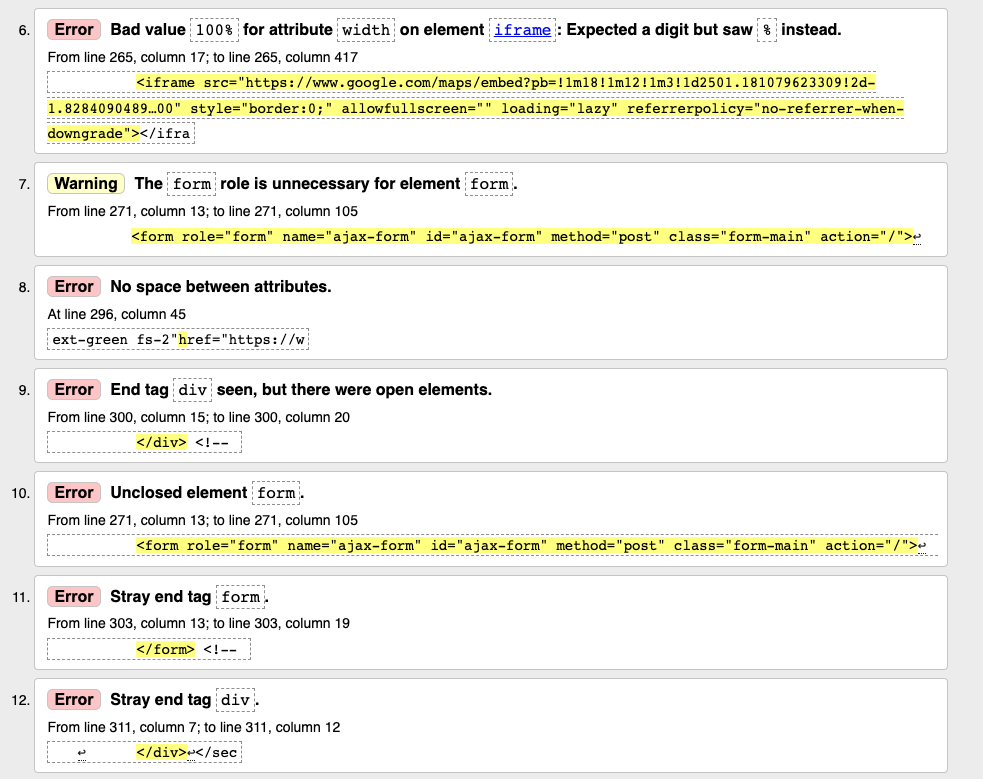 6. Error Bad value 100% for attribute width on element iframe: Expected a digit but saw % instead.
From line 265, column 17; to line 265, column 417
<iframe src="https://www.google.com/maps/embed?pb=!1m18!1m12!1m3!1d2501.18107962330​9!2d-
1.8284090489…00" style="border:0;" allowfullscreen="" loading="lazy" referrerpolicy="no-referrer-when-
downgrade"></ifra
7. Warning The form role is unnecessary for element form.
From line 271, column 13; to line 271, column 105
<form role="form" name="ajax-form" id="ajax-form" method="post" class="form-main" action="/">↩
8. Error No space between attributes.
At line 296, column 45
ext-green fs-2"href="https://w
9. Error End tag div seen, but there were open elements.
From line 300, column 15; to line 300, column 20
</div> <!--
10. Error Unclosed element form.
From line 271, column 13; to line 271, column 105
<form role="form" name="ajax-form" id="ajax-form" method="post" class="form-main" action="/">↩
11. Error Stray end tag form.
From line 303, column 13; to line 303, column 19
</form> <!--
12. Error Stray end tag div.
From line 311, column 7; to line 311, column 12
↩ </div>↩</sec